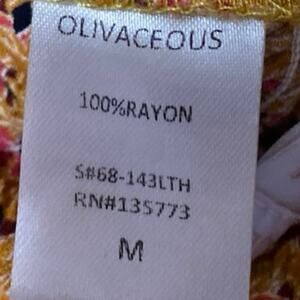 OLIVACEOUS
100%RAYON
S#68-143LTH
RN#135773
M